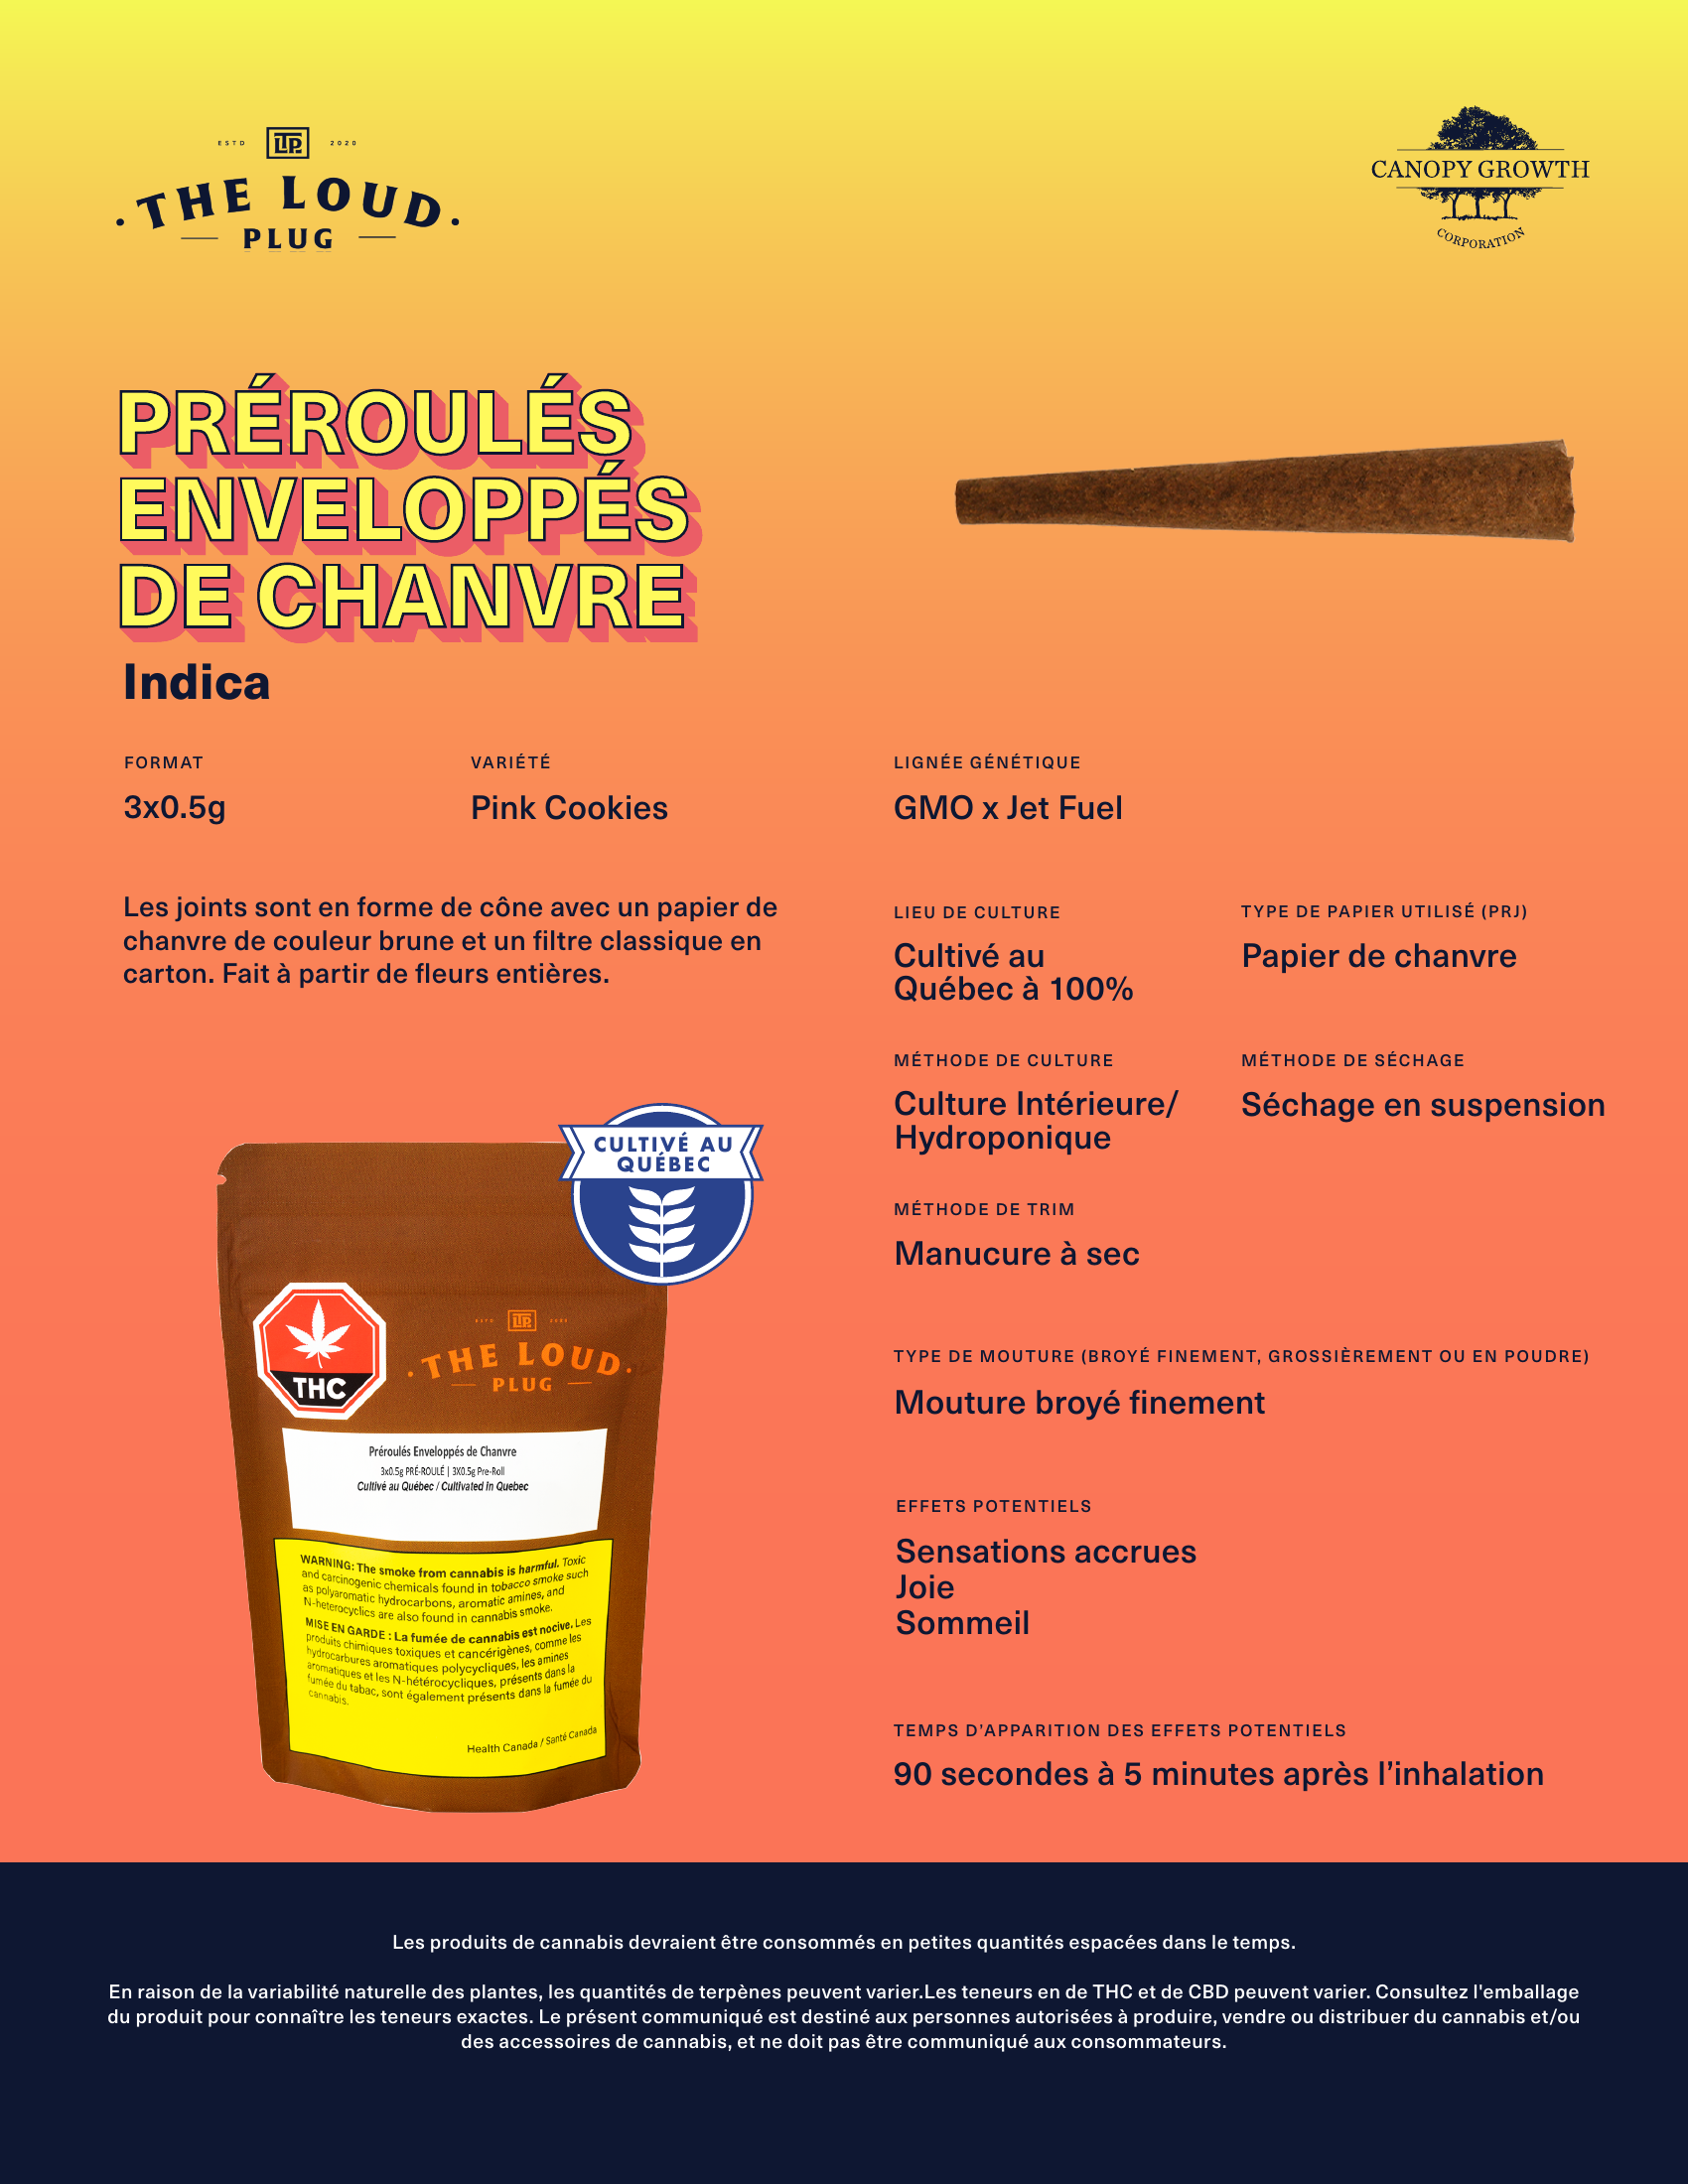 ESTD LTP. 2020
THE LOUD
PLUG
CANOPY GROWTH
CORPORATION
PRÉROULÉS
ENVELOPPÉS
DE CHANVRE
Indica
FORMAT
3x0.5g
VARIÉTÉ
Pink Cookies
LIGNÉE GÉNÉTIQUE
GMO x Jet Fuel
Les joints sont en forme de cône avec un papier de
chanvre de couleur brune et un filtre classique en
carton. Fait à partir de fleurs entières.
LIEU DE CULTURE
Cultivé au
Québec à 100%
TYPE DE PAPIER UTILISÉ (PRJ)
Papier de chanvre
MÉTHODE DE CULTURE
Culture Intérieure/
Hydroponique
MÉTHODE DE SÉCHAGE
Séchage en suspension
MÉTHODE DE TRIM
Manucure à sec
TYPE DE MOUTURE (BROYÉ FINEMENT, GROSSIÈREMENT OU EN POUDRE)
Mouture broyé finement
EFFETS POTENTIELS
Sensations accrues
Joie
Sommeil
TEMPS D'APPARITION DES EFFETS POTENTIELS
90 secondes à 5 minutes après l'inhalation
CULTIVÉ AU
QUÉBEC
THC
ESTD LTP. 2020
THE LOUD
PLUG
Préroulés Enveloppés de Chanvre
3x0.5g PRÉ-ROULÉ | 3X0.5g Pre-Roll
Cultivé au Québec / Cultivated in Quebec
WARNING: The smoke from cannabis is harmful. Toxic
and carcinogenic chemicals found in tobacco smoke such
as polyaromatic hydrocarbons, aromatic amines, and
N-heterocyclics are also found in cannabis smoke.
MISE EN GARDE : La fumée de cannabis est nocive. Les
produits chimiques toxiques et cancérigènes, comme les
hydrocarbures aromatiques polycycliques, les amines
aromatiques et les N-hétérocycliques, présents dans la
fumée du tabac, sont également présents dans la fumée du
cannabis.
Health Canada / Santé Canada
Les produits de cannabis devraient être consommés en petites quantités espacées dans le temps.
En raison de la variabilité naturelle des plantes, les quantités de terpènes peuvent varier.Les teneurs en de THC et de CBD peuvent varier. Consultez l'emballage
du produit pour connaître les teneurs exactes. Le présent communiqué est destiné aux personnes autorisées à produire, vendre ou distribuer du cannabis et/ou
des accessoires de cannabis, et ne doit pas être communiqué aux consommateurs.